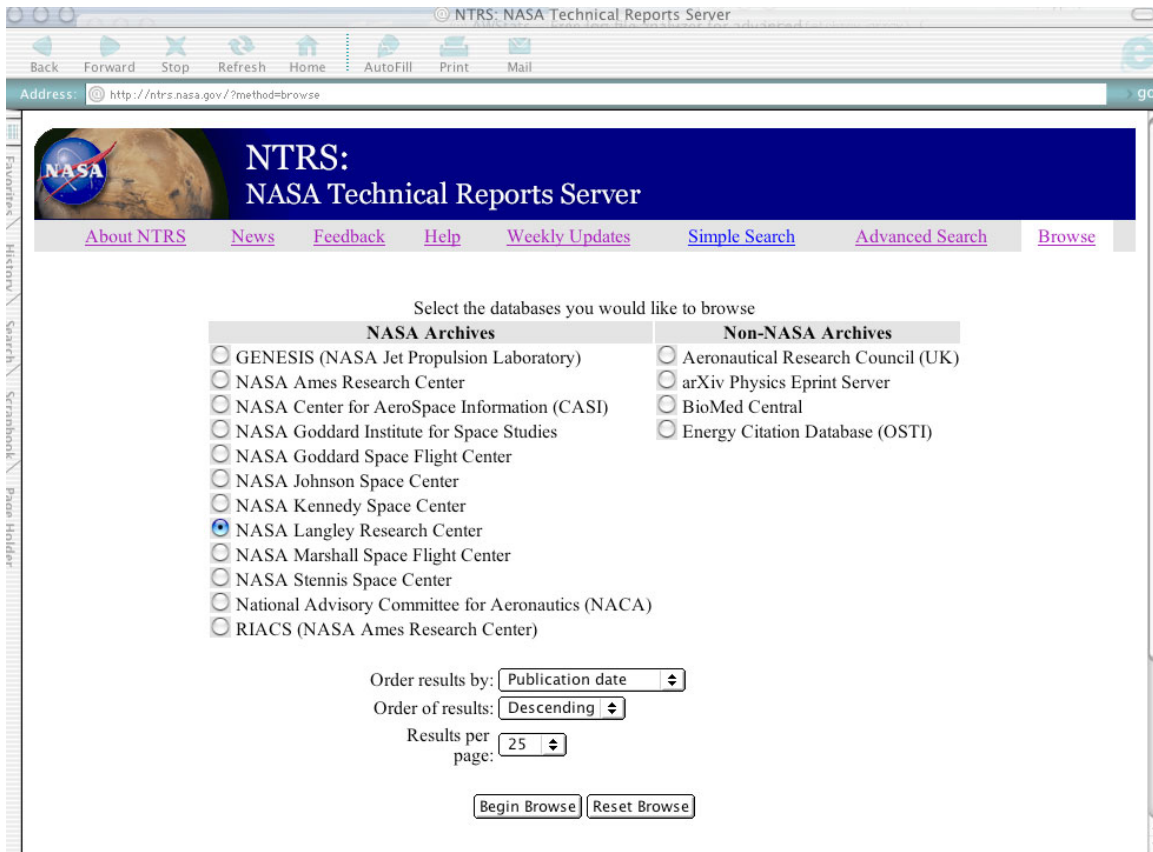 NTRS: NASA Technical Reports Server
Back Forward Stop Refresh Home AutoFill Print Mail
Address: http://ntrs.nasa.gov/?method=browse go
Favorites
History
Search
Scrapbook
Page Holder
NASA
NTRS:
NASA Technical Reports Server
About NTRS News Feedback Help Weekly Updates Simple Search Advanced Search Browse
Select the databases you would like to browse
NASA Archives Non-NASA Archives
GENESIS (NASA Jet Propulsion Laboratory) Aeronautical Research Council (UK)
NASA Ames Research Center arXiv Physics Eprint Server
NASA Center for AeroSpace Information (CASI) BioMed Central
NASA Goddard Institute for Space Studies Energy Citation Database (OSTI)
NASA Goddard Space Flight Center
NASA Johnson Space Center
NASA Kennedy Space Center
NASA Langley Research Center
NASA Marshall Space Flight Center
NASA Stennis Space Center
National Advisory Committee for Aeronautics (NACA)
RIACS (NASA Ames Research Center)
Order results by: Publication date
Order of results: Descending
Results per
page: 25
Begin Browse Reset Browse